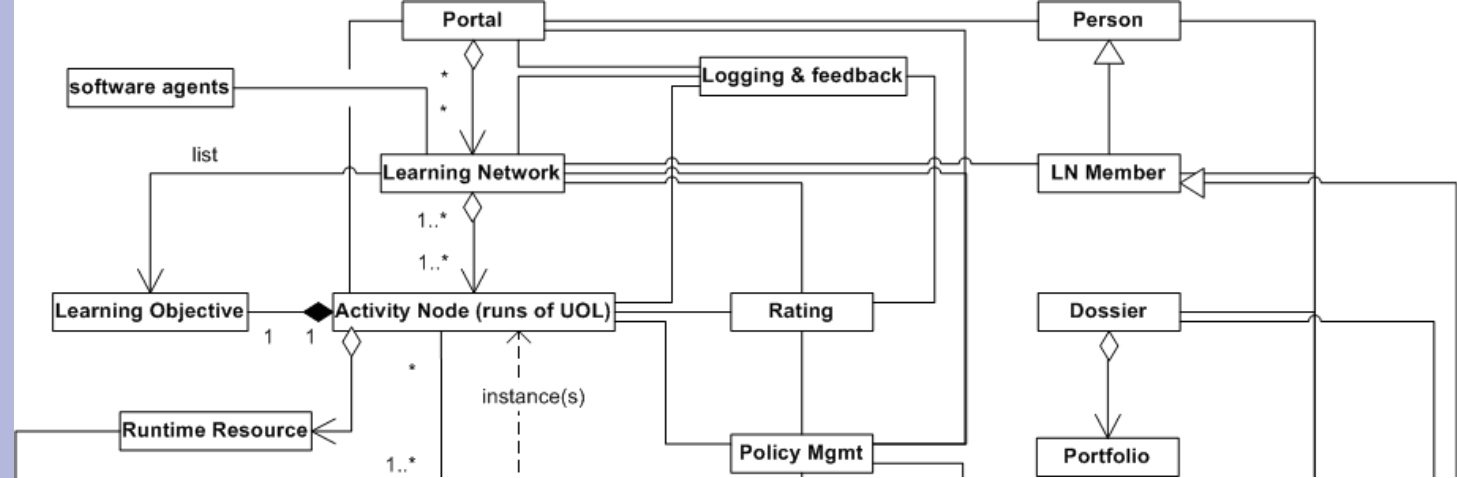 Portal
Person
software agents
*
Logging & feedback
*
list
Learning Network
LN Member
1..*
1..*
Learning Objective
Activity Node (runs of UOL)
Rating
Dossier
1
1
*
instance(s)
Runtime Resource
Policy Mgmt
Portfolio
1..*